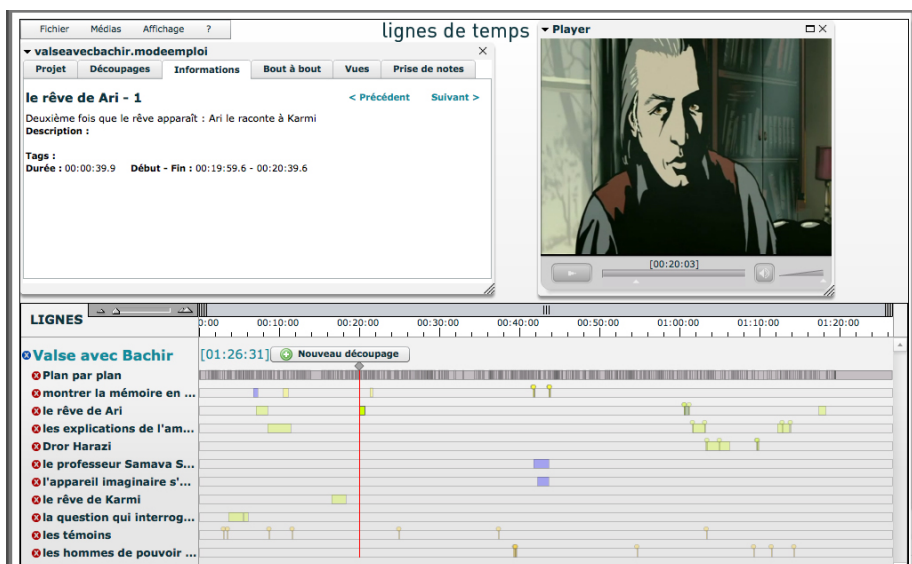 Fichier Médias Affichage ?
lignes de temps
valseavecbachir.modeemploi
Projet Découpages Informations Bout à bout Vues Prise de notes
le rêve de Ari - 1
< Précédent Suivant >
Deuxième fois que le rêve apparaît : Ari le raconte à Karmi
Description :
Tags :
Durée : 00:00:39.9 Début - Fin : 00:19:59.6 - 00:20:39.6
Player
[00:20:03]
LIGNES
0:00 00:10:00 00:20:00 00:30:00 00:40:00 00:50:00 01:00:00 01:10:00 01:20:00
Valse avec Bachir [01:26:31] Nouveau découpage
Plan par plan
montrer la mémoire en ...
le rêve de Ari
les explications de l'am...
Dror Harazi
le professeur Samava S...
l'appareil imaginaire s'...
le rêve de Karmi
la question qui interrog...
les témoins
les hommes de pouvoir ...